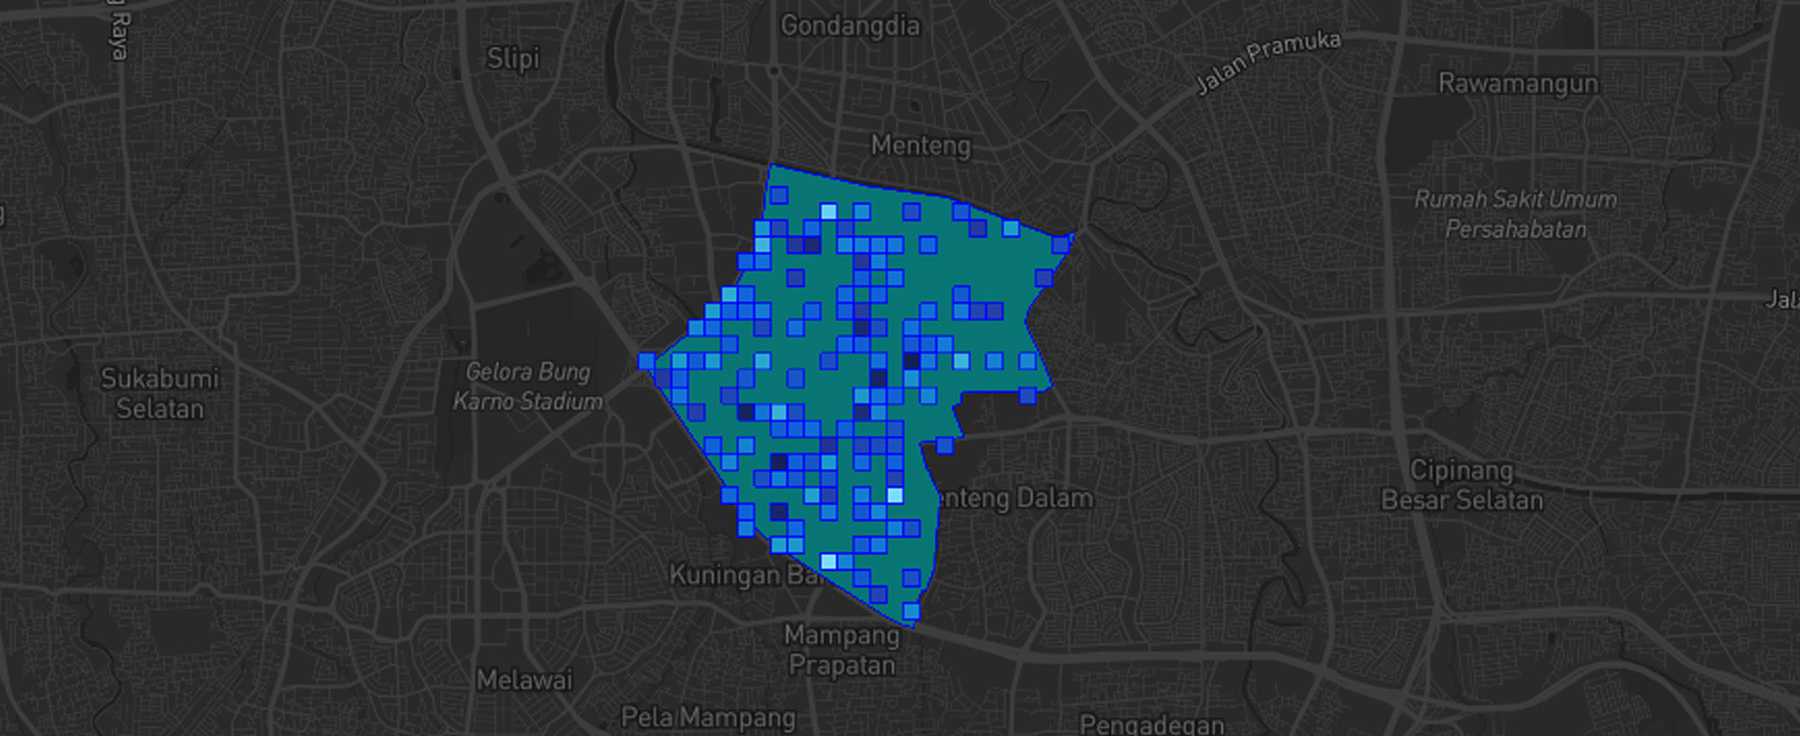 g Raya
Gondangdia
Slipi
Jalan Pramuka
Rawamangun
Menteng
Rumah Sakit Umum
Persahabatan
g
Jal
Gelora Bung
Karno Stadium
Sukabumi
Selatan
Cipinang
Besar Selatan
enteng Dalam
Kuningan Ba
Mampang
Prapatan
Melawai
Pela Mampang
Pengadegan